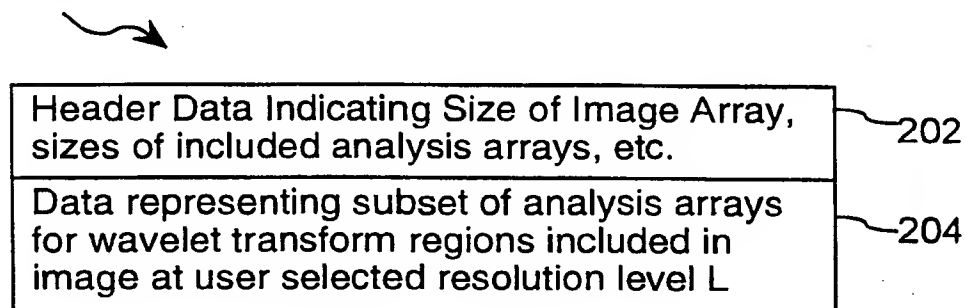 Header Data Indicating Size of Image Array,
sizes of included analysis arrays, etc.
202
Data representing subset of analysis arrays
for wavelet transform regions included in
image at user selected resolution level L
204